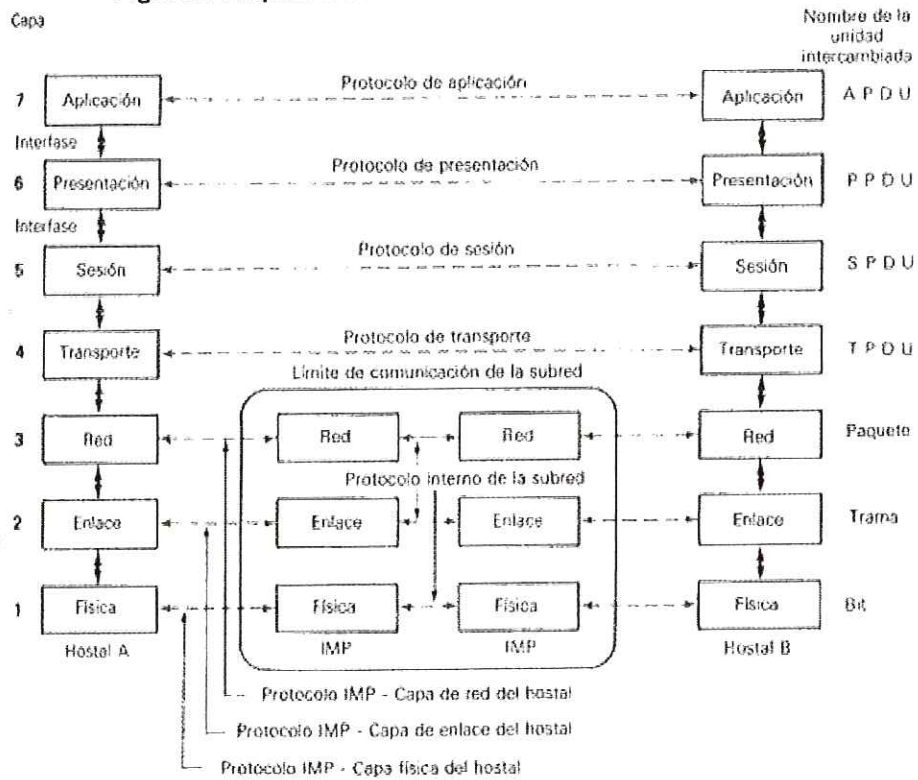 Capa
Nombre de la
unidad
intercambiada
7 Aplicación Protocolo de aplicación Aplicación A P D U
Interfase
6 Presentación Protocolo de presentación Presentación P P D U
Interfase
5 Sesión Protocolo de sesión Sesión S P D U
4 Transporte Protocolo de transporte Transporte T P D U
Límite de comunicación de la subred
3 Red Red Red Red Paquete
Protocolo interno de la subred
2 Enlace Enlace Enlace Enlace Trama
1 Física Física Física Física Bit
Hostal A IMP IMP Hostal B
Protocolo IMP - Capa de red del hostal
Protocolo IMP - Capa de enlace del hostal
Protocolo IMP - Capa física del hostal